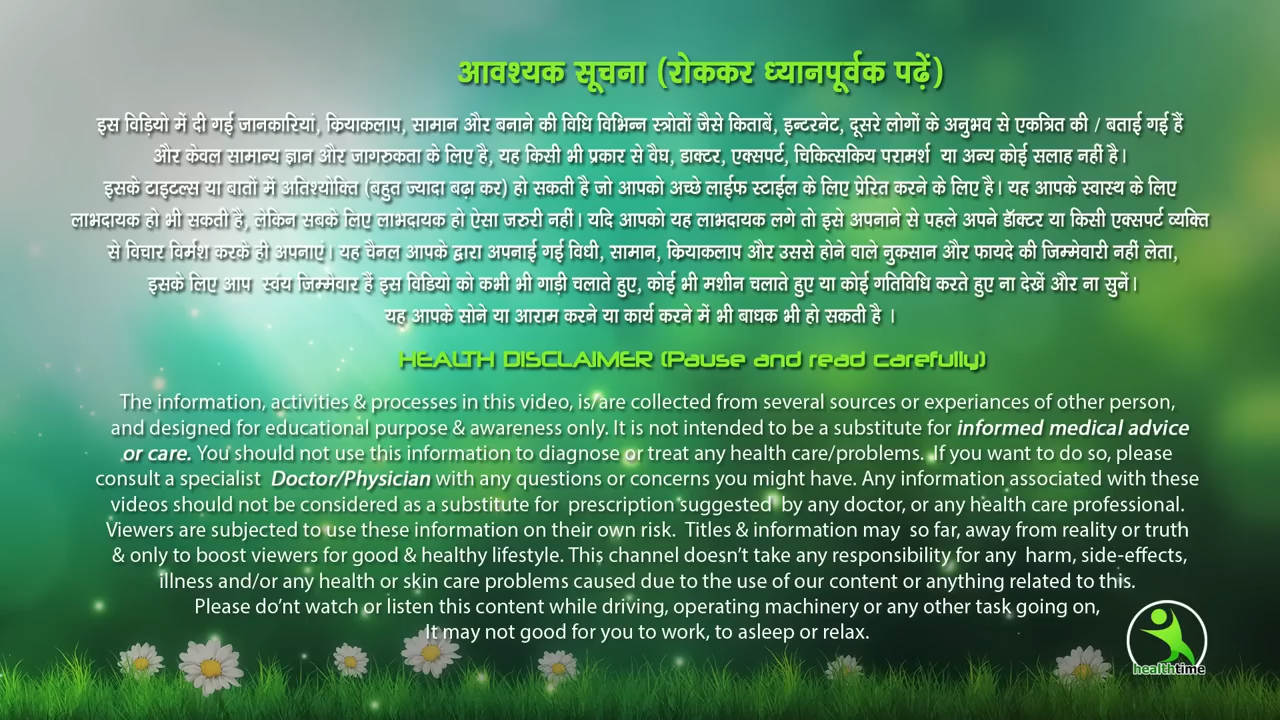 आवश्यक सूचना (रोककर ध्यानपूर्वक पढ़ें)
इस विड़ियो में दी गई जानकारियां, क्रियाकलाप, सामान और बनाने की विधि विभिन्न स्त्रोतों जैसे किताबें, इन्टरनेट, दूसरे लोगों के अनुभव से एकत्रित की / बताई गई हैं
और केवल सामान्य ज्ञान और जागरुकता के लिए है, यह किसी भी प्रकार से वैघ, डाक्टर, एक्सपर्ट, चिकित्सकिय परामर्श या अन्य कोई सलाह नहीं है।
इसके टाइटल्स या बातों में अतिश्योक्ति (बहुत ज्यादा बढ़ा कर) हो सकती है जो आपको अच्छे लाईफ स्टाईल के लिए प्रेरित करने के लिए है। यह आपके स्वास्थ के लिए
लाभदायक हो भी सकती है, लेकिन सबके लिए लाभदायक हो ऐसा जरुरी नहीं। यदि आपको यह लाभदायक लगे तो इसे अपनाने से पहले अपने डॅाक्टर या किसी एक्सपर्ट व्यक्ति
से विचार विर्मश करके ही अपनाएं। यह चैनल आपके द्वारा अपनाई गई विधी, सामान, क्रियाकलाप और उससे होने वाले नुकसान और फायदे की जिम्मेवारी नहीं लेता,
इसके लिए आप स्वंय जिम्मेवार हैं इस विडियो को कभी भी गाड़ी चलाते हुए, कोई भी मशीन चलाते हुए या कोई गतिविधि करते हुए ना देखें और ना सुनें।
यह आपके सोने या आराम करने या कार्य करने में भी बाधक भी हो सकती है ।
HEALTH DISCLAIMER (Pause and read carefully)
The information, activities & processes in this video, is/are collected from several sources or experiances of other person,
and designed for educational purpose & awareness only. It is not intended to be a substitute for informed medical advice
or care. You should not use this information to diagnose or treat any health care/problems. If you want to do so, please
consult a specialist Doctor/Physician with any questions or concerns you might have. Any information associated with these
videos should not be considered as a substitute for prescription suggested by any doctor, or any health care professional.
Viewers are subjected to use these information on their own risk. Titles & information may so far, away from reality or truth
& only to boost viewers for good & healthy lifestyle. This channel doesn't take any responsibility for any harm, side-effects,
illness and/or any health or skin care problems caused due to the use of our content or anything related to this.
Please do'nt watch or listen this content while driving, operating machinery or any other task going on,
It may not good for you to work, to asleep or relax.
healthtime